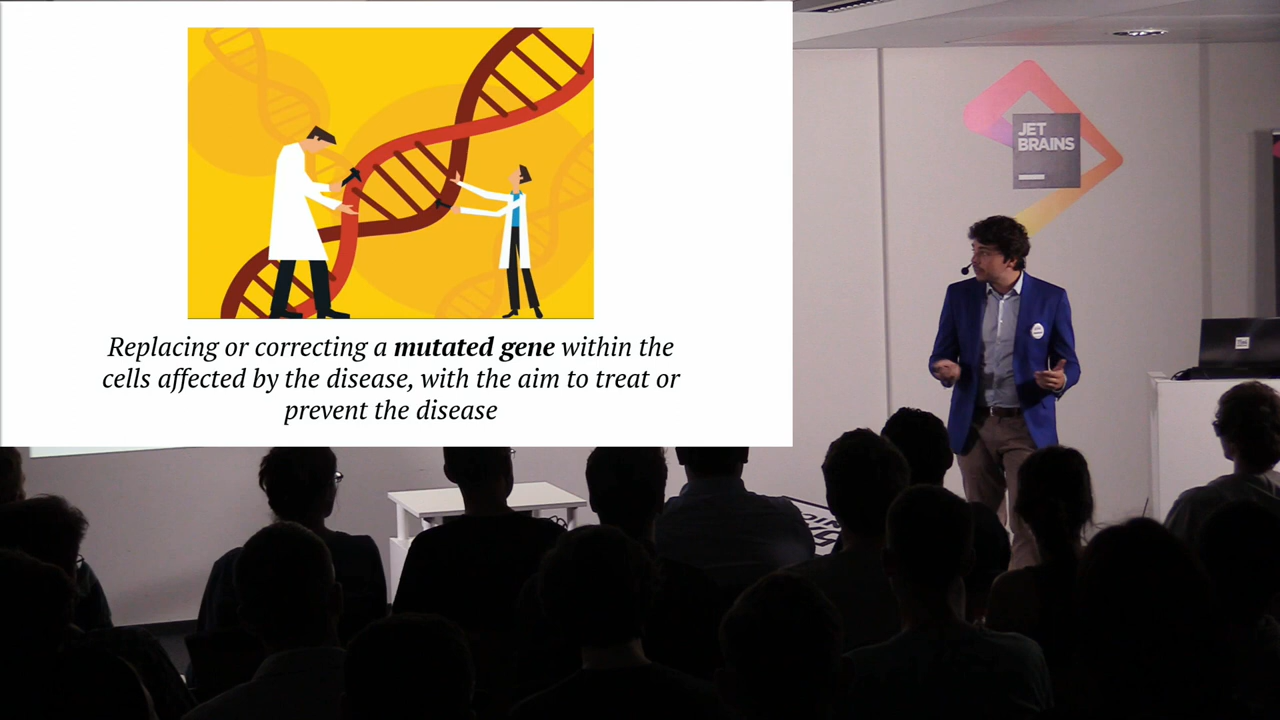 Replacing or correcting a mutated gene within the
cells affected by the disease, with the aim to treat or
prevent the disease
JET
BRAINS